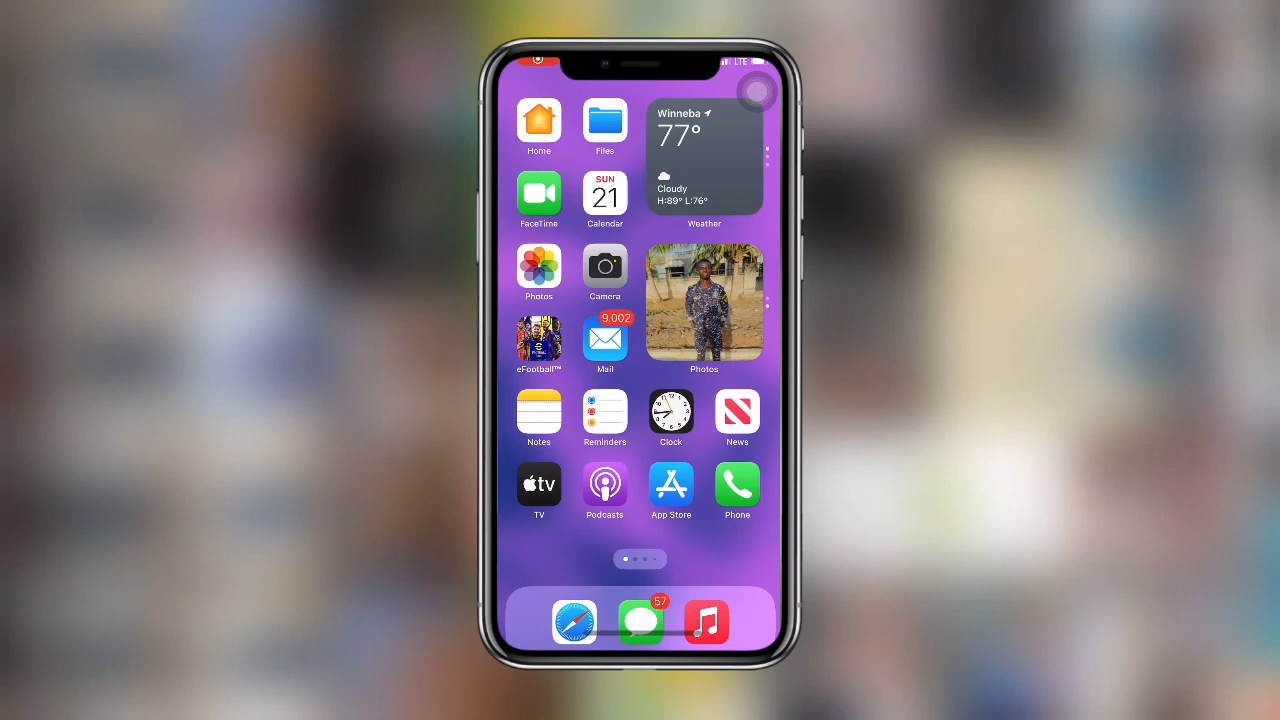 LTE
Winneba
77°
Cloudy
H:89° L:76°
Weather
Home
Files
SUN
21
FaceTime
Calendar
Photos
Camera
9,002
eFootball™
Mail
Photos
Notes
Reminders
Clock
News
tv
TV
Podcasts
App Store
Phone
57